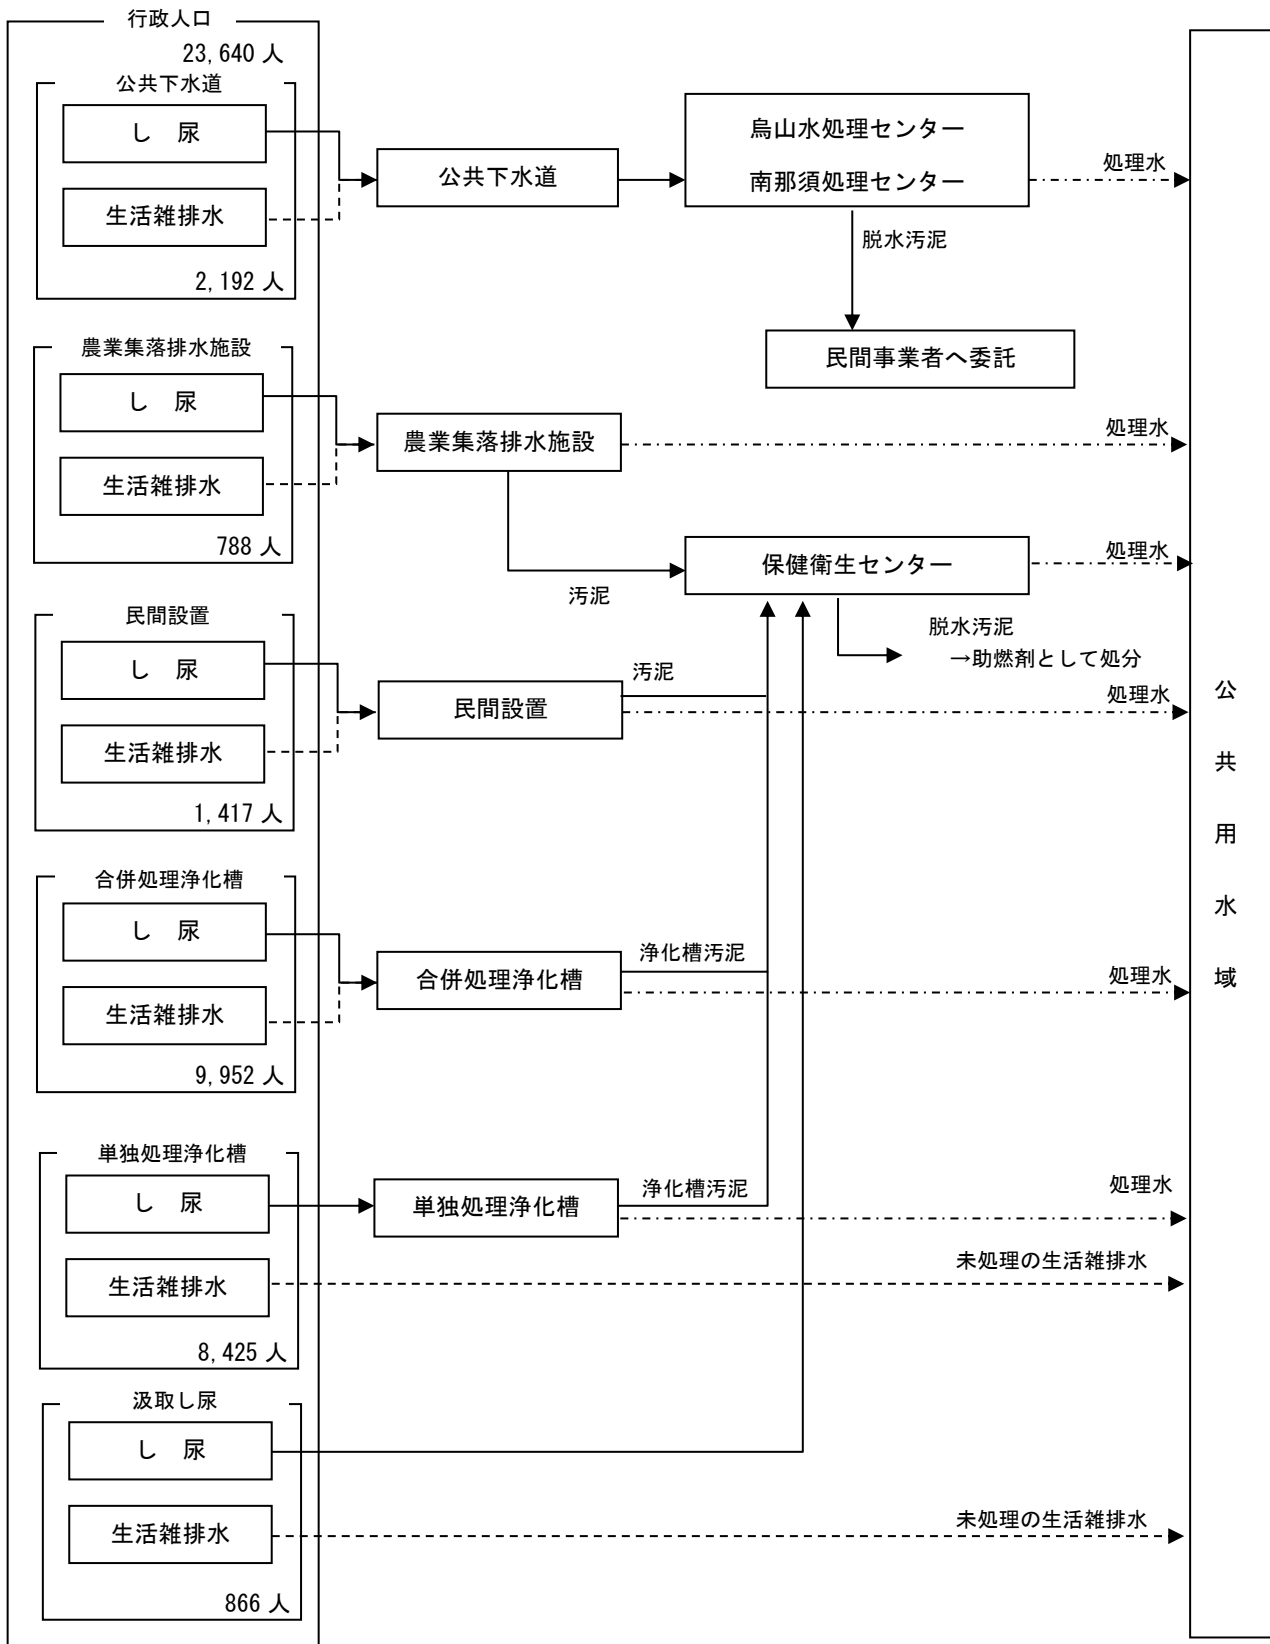 行政人口
23,640 人
公共下水道
し 尿
生活雑排水
2,192 人
公共下水道
烏山水処理センター
南那須処理センター
処理水
脱水汚泥
民間事業者へ委託
農業集落排水施設
し 尿
生活雑排水
788 人
農業集落排水施設
処理水
汚泥
保健衛生センター
処理水
脱水汚泥
→助燃剤として処分
民間設置
し 尿
生活雑排水
1,417 人
民間設置
汚泥
処理水
合併処理浄化槽
し 尿
生活雑排水
9,952 人
合併処理浄化槽
浄化槽汚泥
処理水
単独処理浄化槽
し 尿
生活雑排水
8,425 人
単独処理浄化槽
浄化槽汚泥
処理水
未処理の生活雑排水
汲取し尿
し 尿
生活雑排水
866 人
未処理の生活雑排水
公共用水域